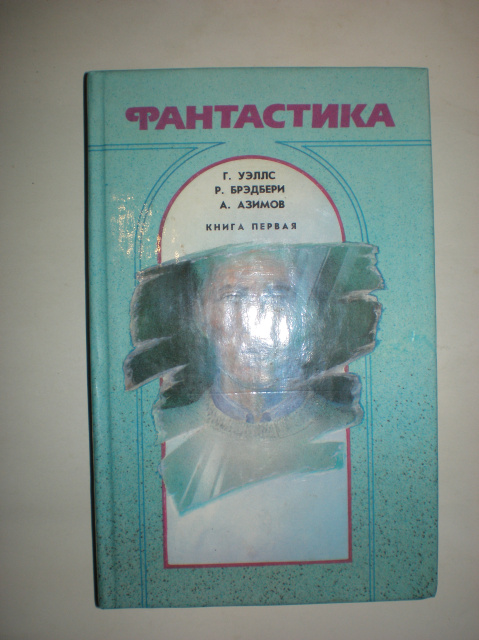 ФАНТАСТИКА
Г. УЭЛЛС
Р. БРЭДБЕРИ
А. АЗИМОВ
КНИГА ПЕРВАЯ